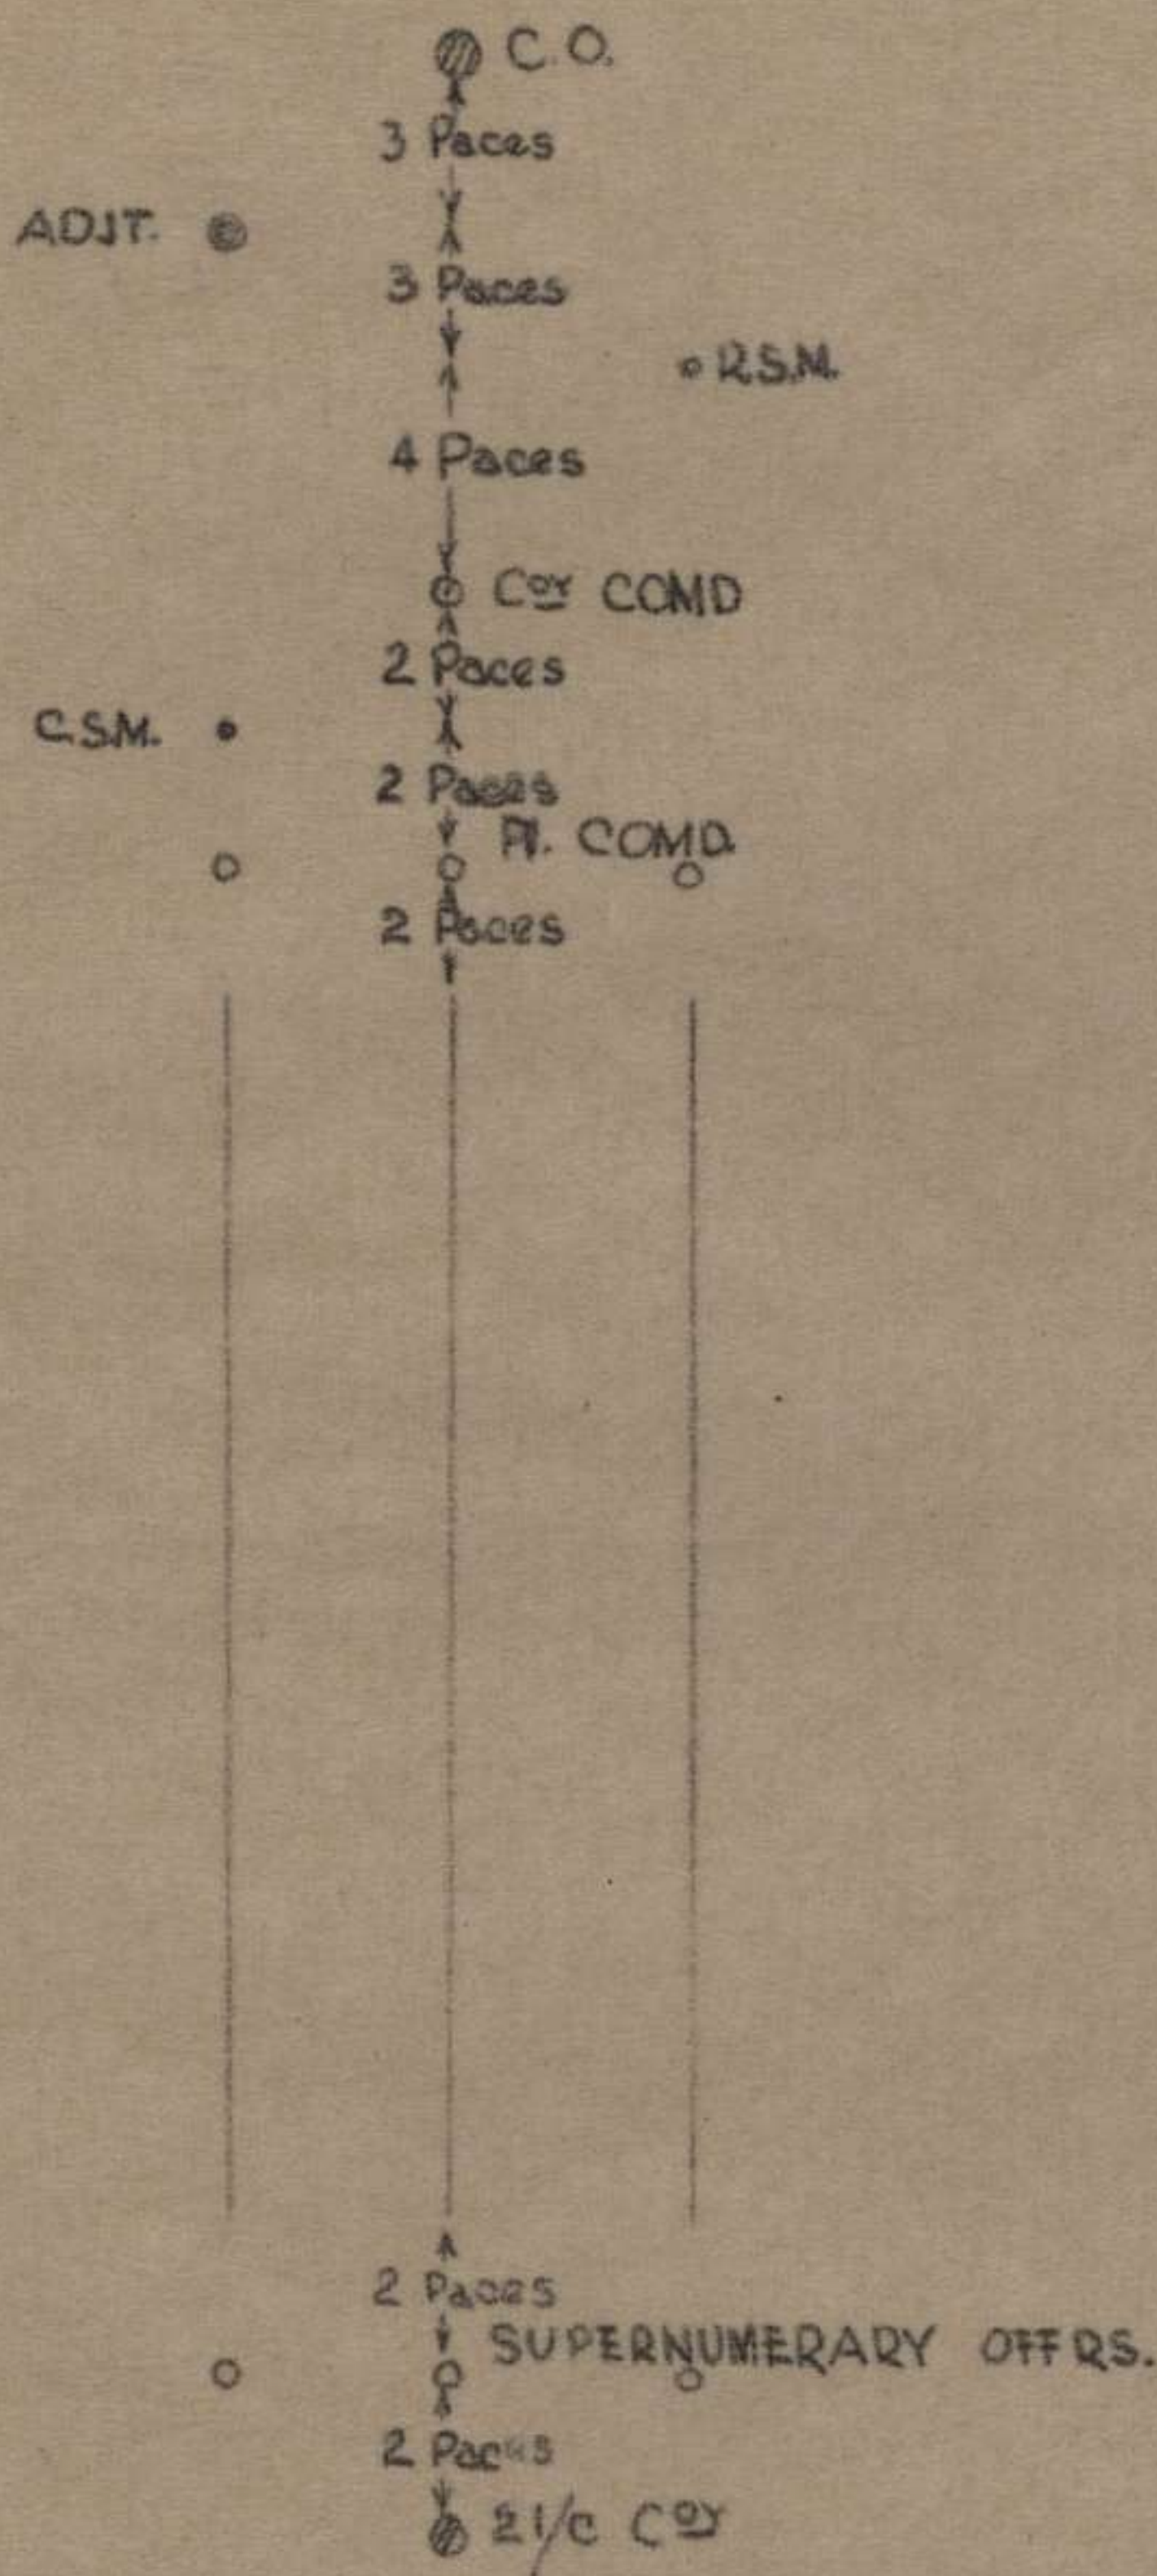 C.O.
3 Paces
ADJT.
3 Paces
R.S.M.
4 Paces
Coy COMD
2 Paces
C.S.M.
2 Paces
Pl. COMD.
2 Paces
2 Paces
SUPERNUMERARY OFFRS.
2 Paces
2 I/C Coy